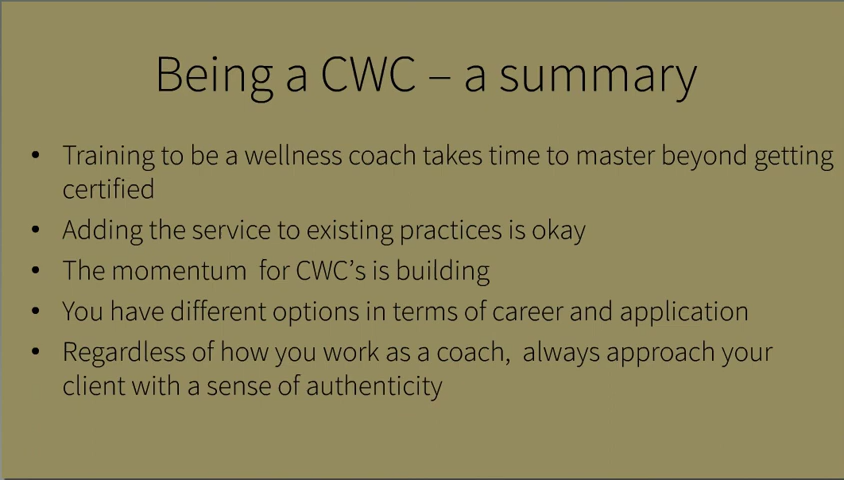 Being a CWC – a summary
• Training to be a wellness coach takes time to master beyond getting
certified
• Adding the service to existing practices is okay
• The momentum  for CWC’s is building
• You have different options in terms of career and application
• Regardless of how you work as a coach,  always approach your
client with a sense of authenticity